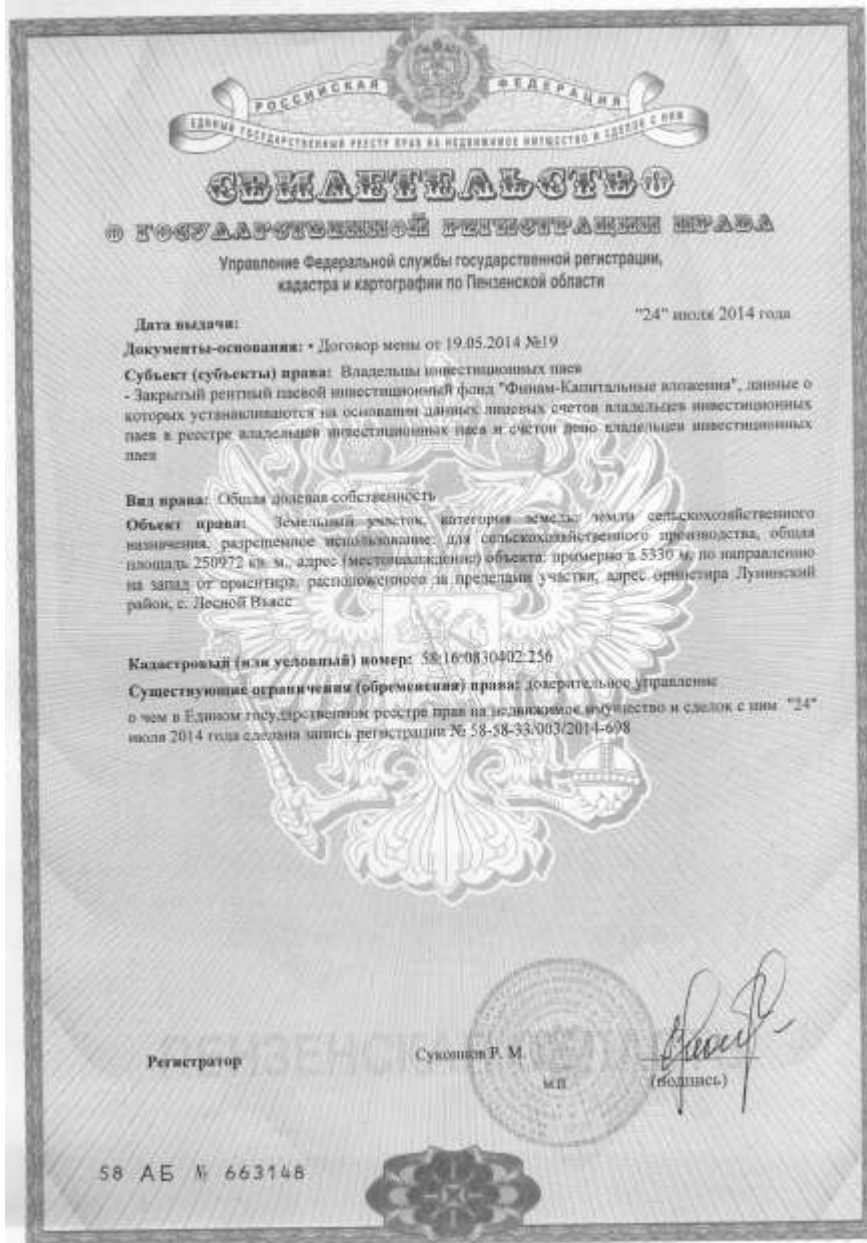 РОССИЙСКАЯ ФЕДЕРАЦИЯ
ЕДИНЫЙ ГОСУДАРСТВЕННЫЙ РЕЕСТР ПРАВ НА НЕДВИЖИМОЕ ИМУЩЕСТВО И СДЕЛОК С НИМ
СВИДЕТЕЛЬСТВО
О ГОСУДАРСТВЕННОЙ РЕГИСТРАЦИИ ПРАВА
Управление Федеральной службы государственной регистрации,
кадастра и картографии по Пензенской области
Дата выдачи: "24" июля 2014 года
Документы-основания: • Договор мены от 19.05.2014 №19
Субъект (субъекты) права: Владельцы инвестиционных паев
- Закрытый рентный паевой инвестиционный фонд "Финам-Капитальные вложения", данные о
которых устанавливаются на основании данных лицевых счетов владельцев инвестиционных
паев в реестре владельцев инвестиционных паев и счетов депо владельцев инвестиционных
паев
Вид права: Общая долевая собственность
Объект права: Земельный участок, категория земель: земли сельскохозяйственного
назначения, разрешенное использование: для сельскохозяйственного производства, общая
площадь 250972 кв. м., адрес (местонахождение) объекта: примерно в 5330 м, по направлению
на запад от ориентира, расположенного за пределами участка, адрес ориентира Лунинский
район, с. Лесной Вьясс
Кадастровый (или условный) номер: 58:16:0830402:256
Существующие ограничения (обременения) права: доверительное управление
о чем в Едином государственном реестре прав на недвижимое имущество и сделок с ним "24"
июля 2014 года сделана запись регистрации № 58-58-33/003/2014-698
Регистратор Суконнов Р. М.
М.П. (подпись)
58 АБ № 663148